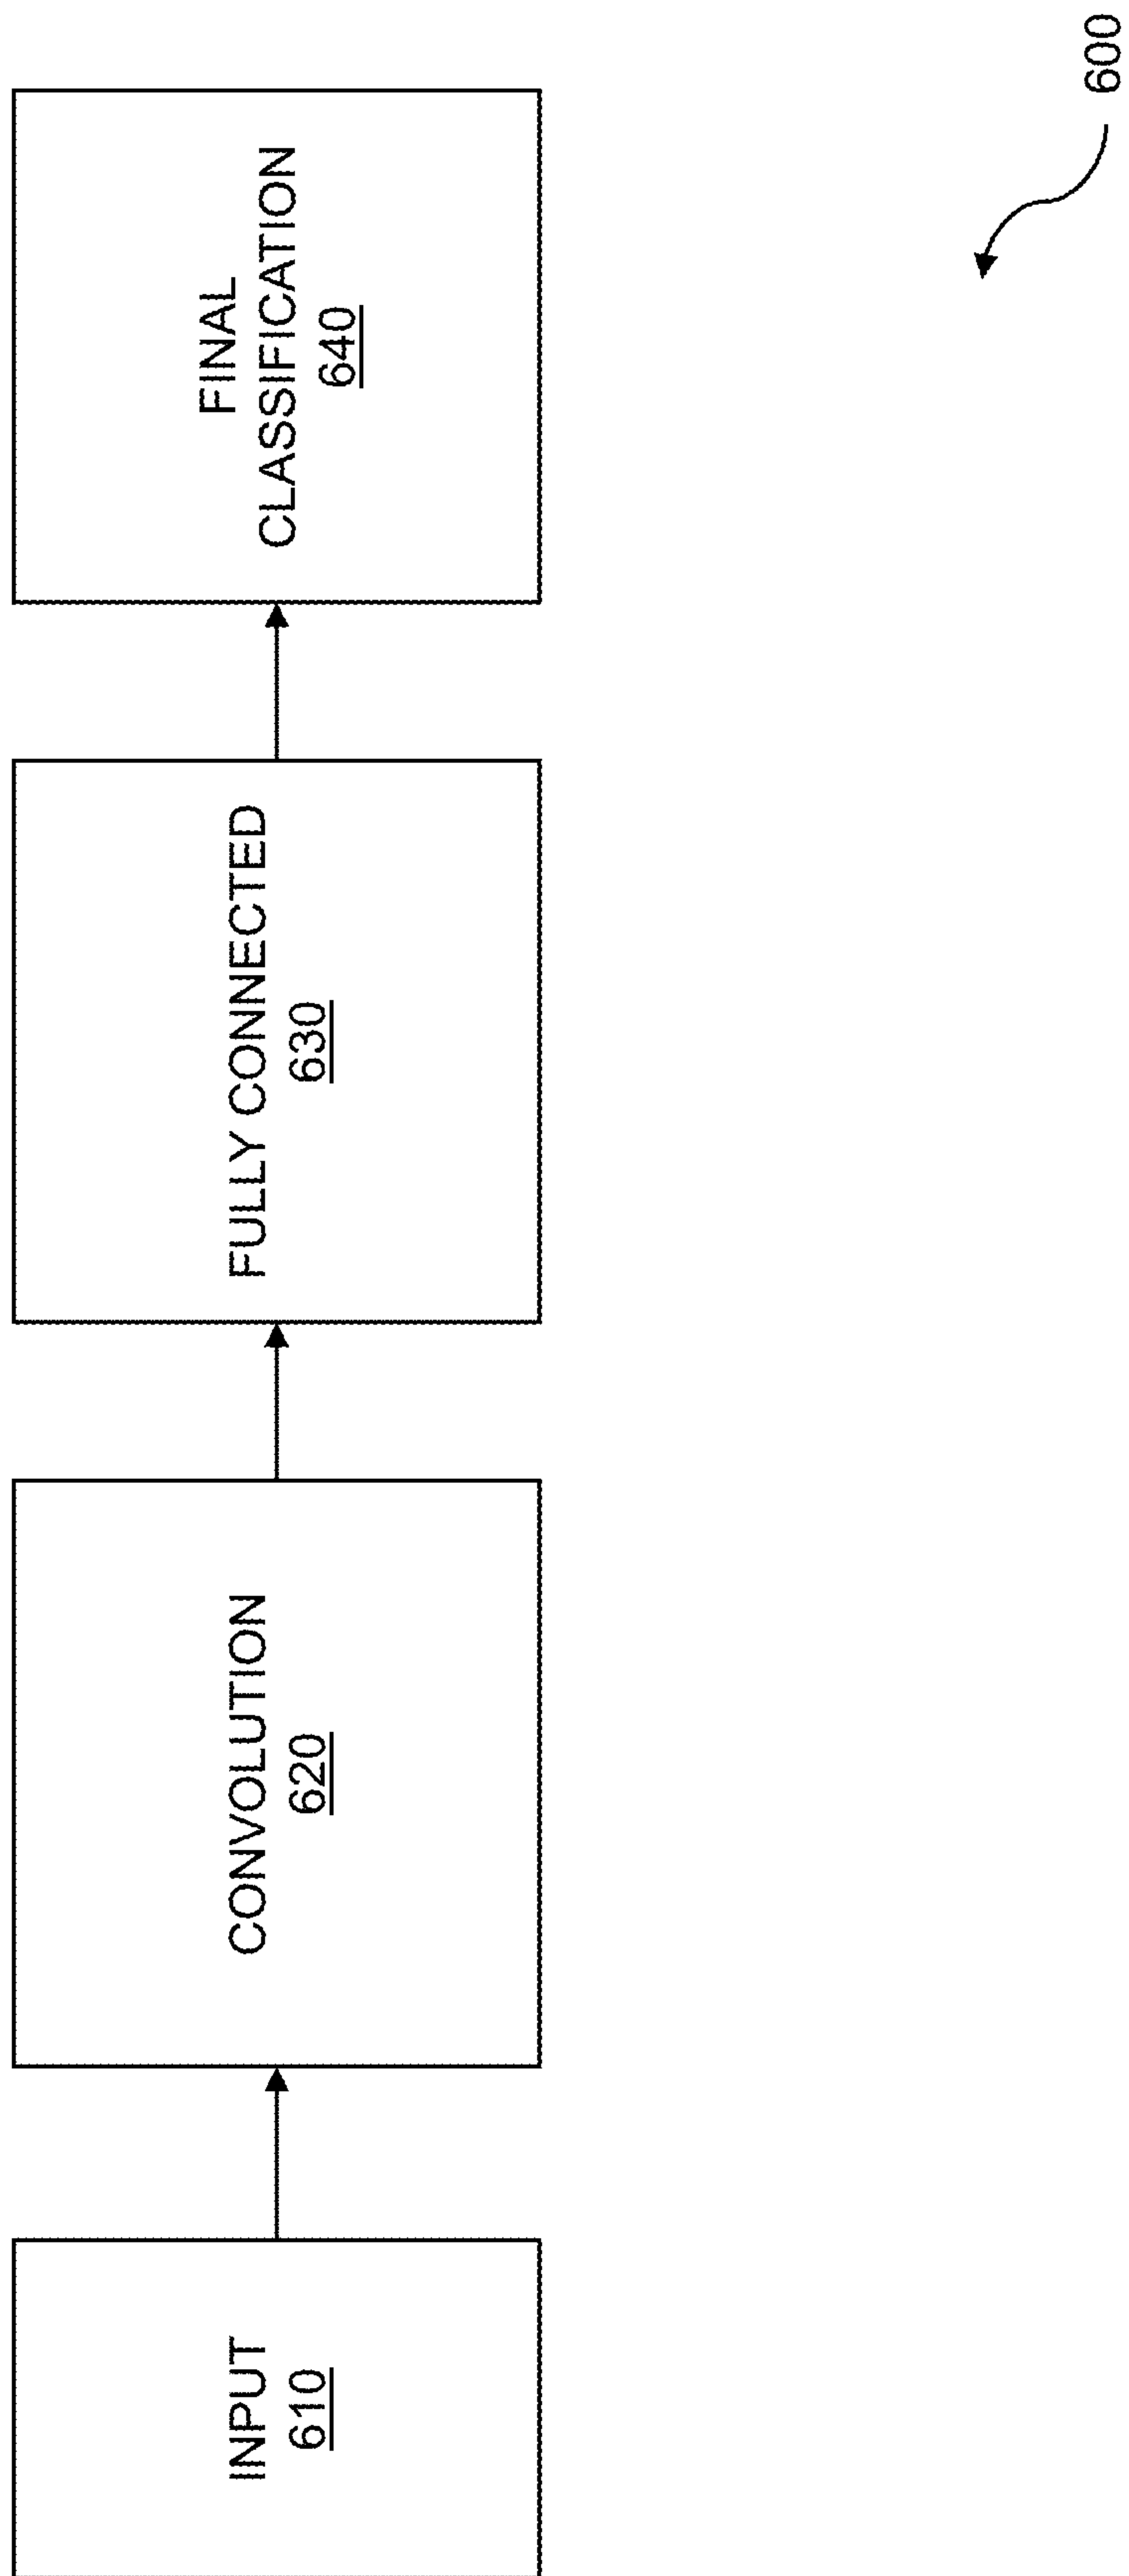 INPUT
610
CONVOLUTION
620
FULLY CONNECTED
630
FINAL
CLASSIFICATION
640
600